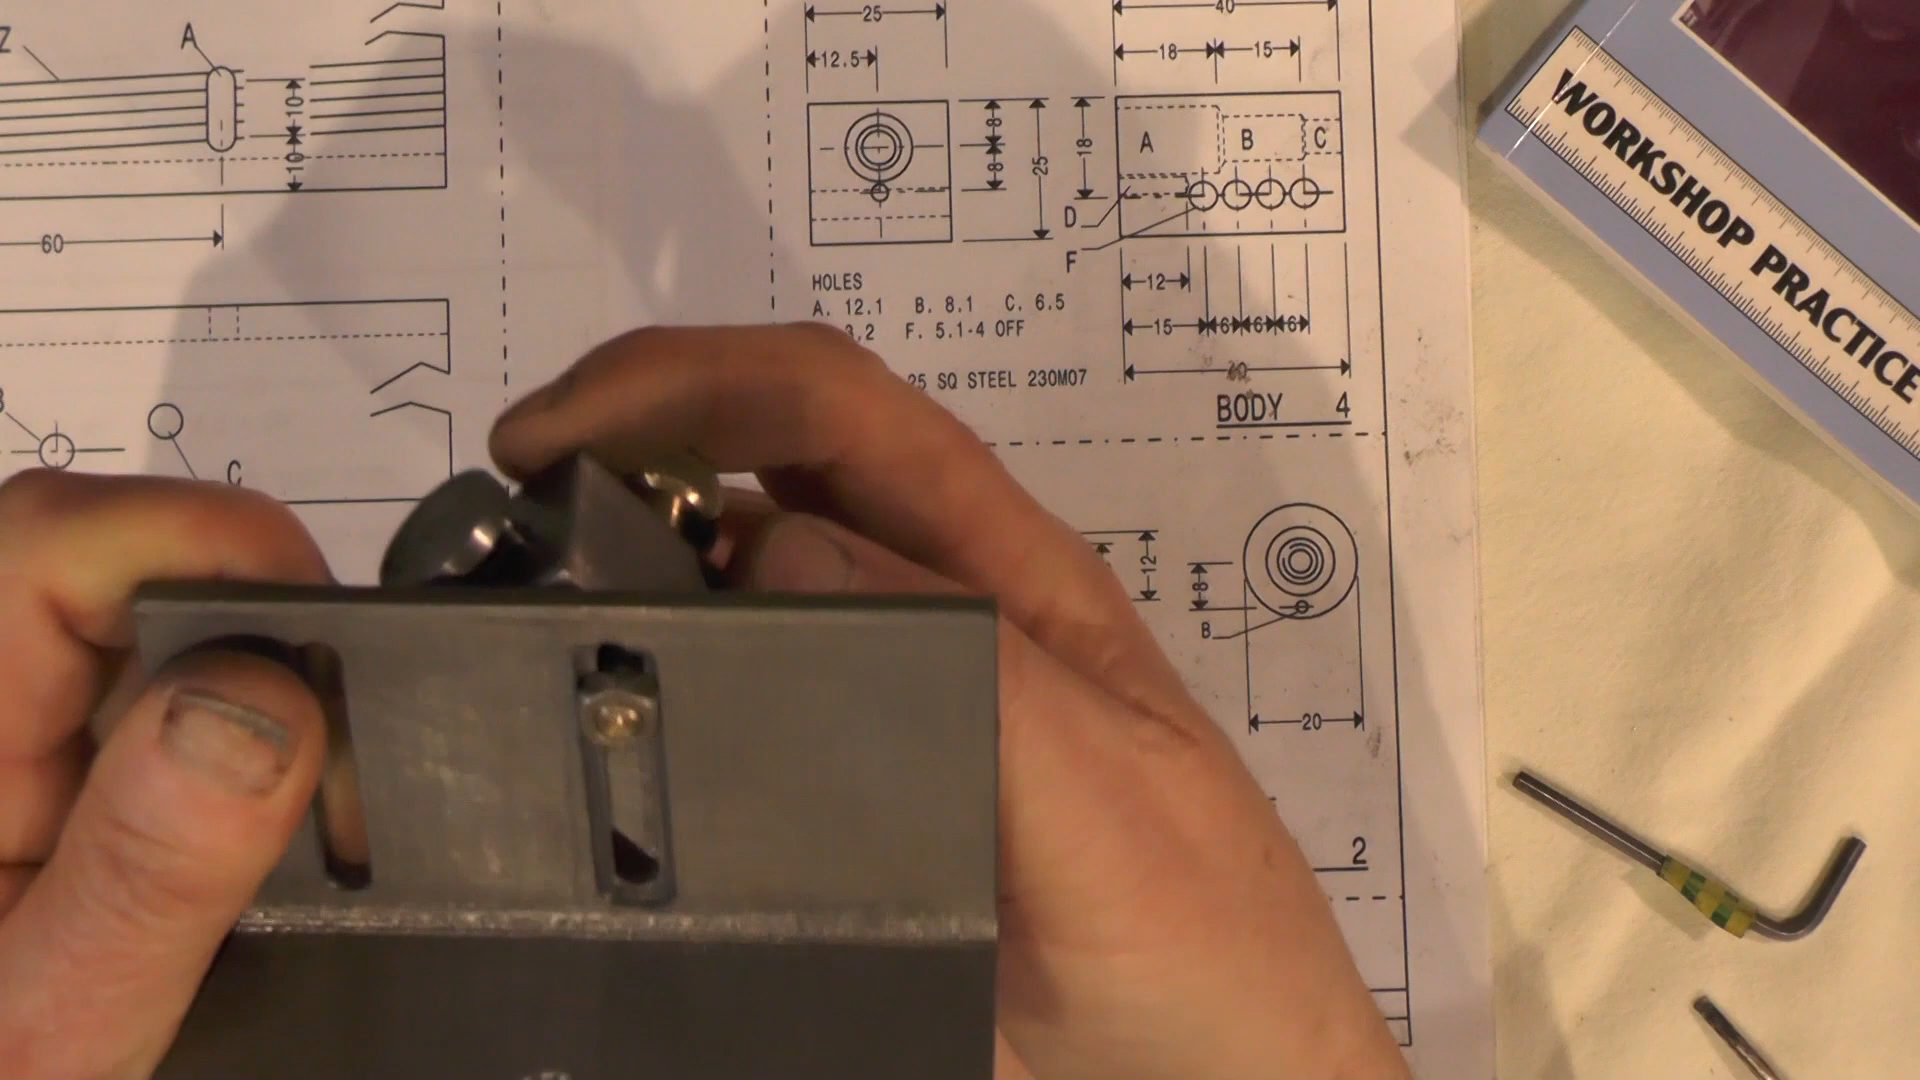 Z
A
10
10
60
C
25
12.5
8
8
25
40
18
15
18
A B C
D
F
12
15 6 6 6
HOLES
A. 12.1 B. 8.1 C. 6.5
3.2 F. 5.1-4 OFF
25 SQ STEEL 230M07
BODY 4
12
8
B
20
2
WORKSHOP PRACTICE